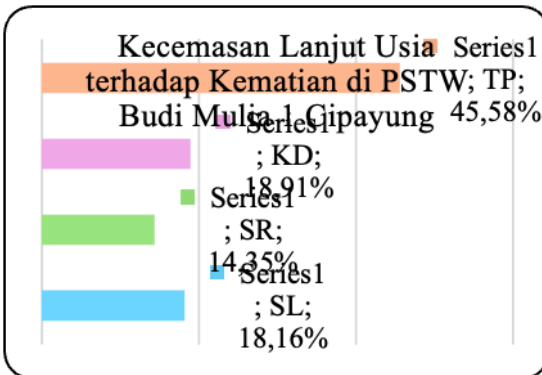 Kecemasan Lanjut Usia
terhadap Kematian di PSTW
Budi Mulia 1 Cipayung
Series1
; TP;
45,58%
Series1
; KD;
18,91%
Series1
; SR;
14,35%
Series1
; SL;
18,16%